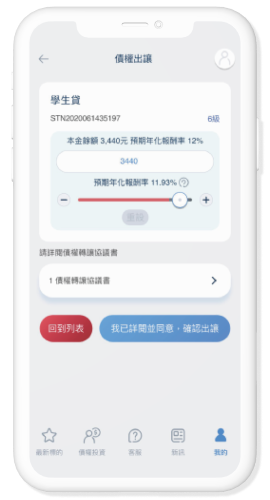 債權出讓
學生貸
STN2020061435197
6級
本金餘額 3,440元 預期年化報酬率 12%
3440
預期年化報酬率 11.93%
請詳閱債權轉讓協議書
1 債權轉讓協議書
回到列表
我已詳閱並同意，確認出讓
最新標的
債權投資
客服
我的